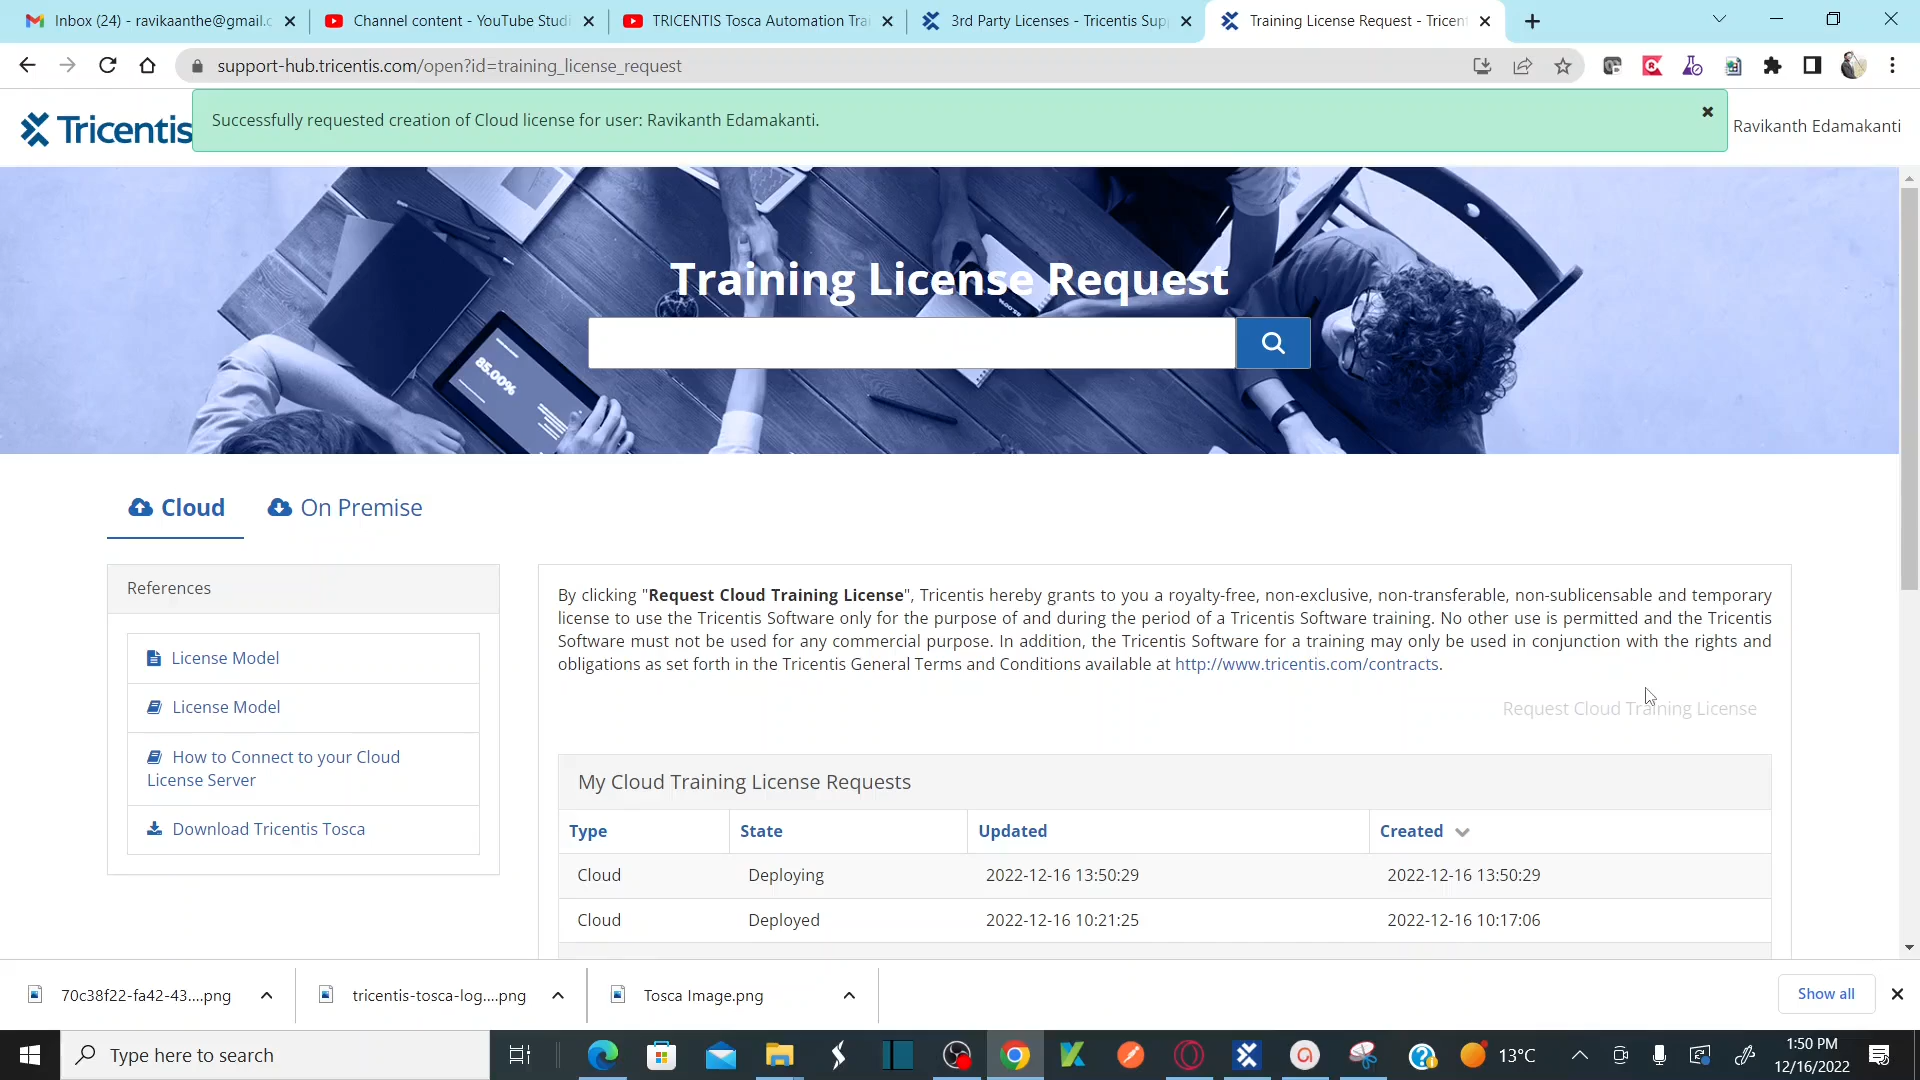 Inbox (24) - ravikaanthe@gmail.c
Channel content - YouTube Studi
TRICENTIS Tosca Automation Trai
3rd Party Licenses - Tricentis Sup
Training License Request - Tricent
support-hub.tricentis.com/open?id=training_license_request
Tricentis
Successfully requested creation of Cloud license for user: Ravikanth Edamakanti.
Ravikanth Edamakanti
Training License Request
85.00%
Cloud
On Premise
References
License Model
License Model
How to Connect to your Cloud
License Server
Download Tricentis Tosca
By clicking "Request Cloud Training License", Tricentis hereby grants to you a royalty-free, non-exclusive, non-transferable, non-sublicensable and temporary
license to use the Tricentis Software only for the purpose of and during the period of a Tricentis Software training. No other use is permitted and the Tricentis
Software must not be used for any commercial purpose. In addition, the Tricentis Software for a training may only be used in conjunction with the rights and
obligations as set forth in the Tricentis General Terms and Conditions available at http://www.tricentis.com/contracts.
Request Cloud Training License
My Cloud Training License Requests
Type State Updated Created
Cloud Deploying 2022-12-16 13:50:29 2022-12-16 13:50:29
Cloud Deployed 2022-12-16 10:21:25 2022-12-16 10:17:06
70c38f22-fa42-43....png
tricentis-tosca-log....png
Tosca Image.png
Show all
Type here to search
13°C
1:50 PM
12/16/2022